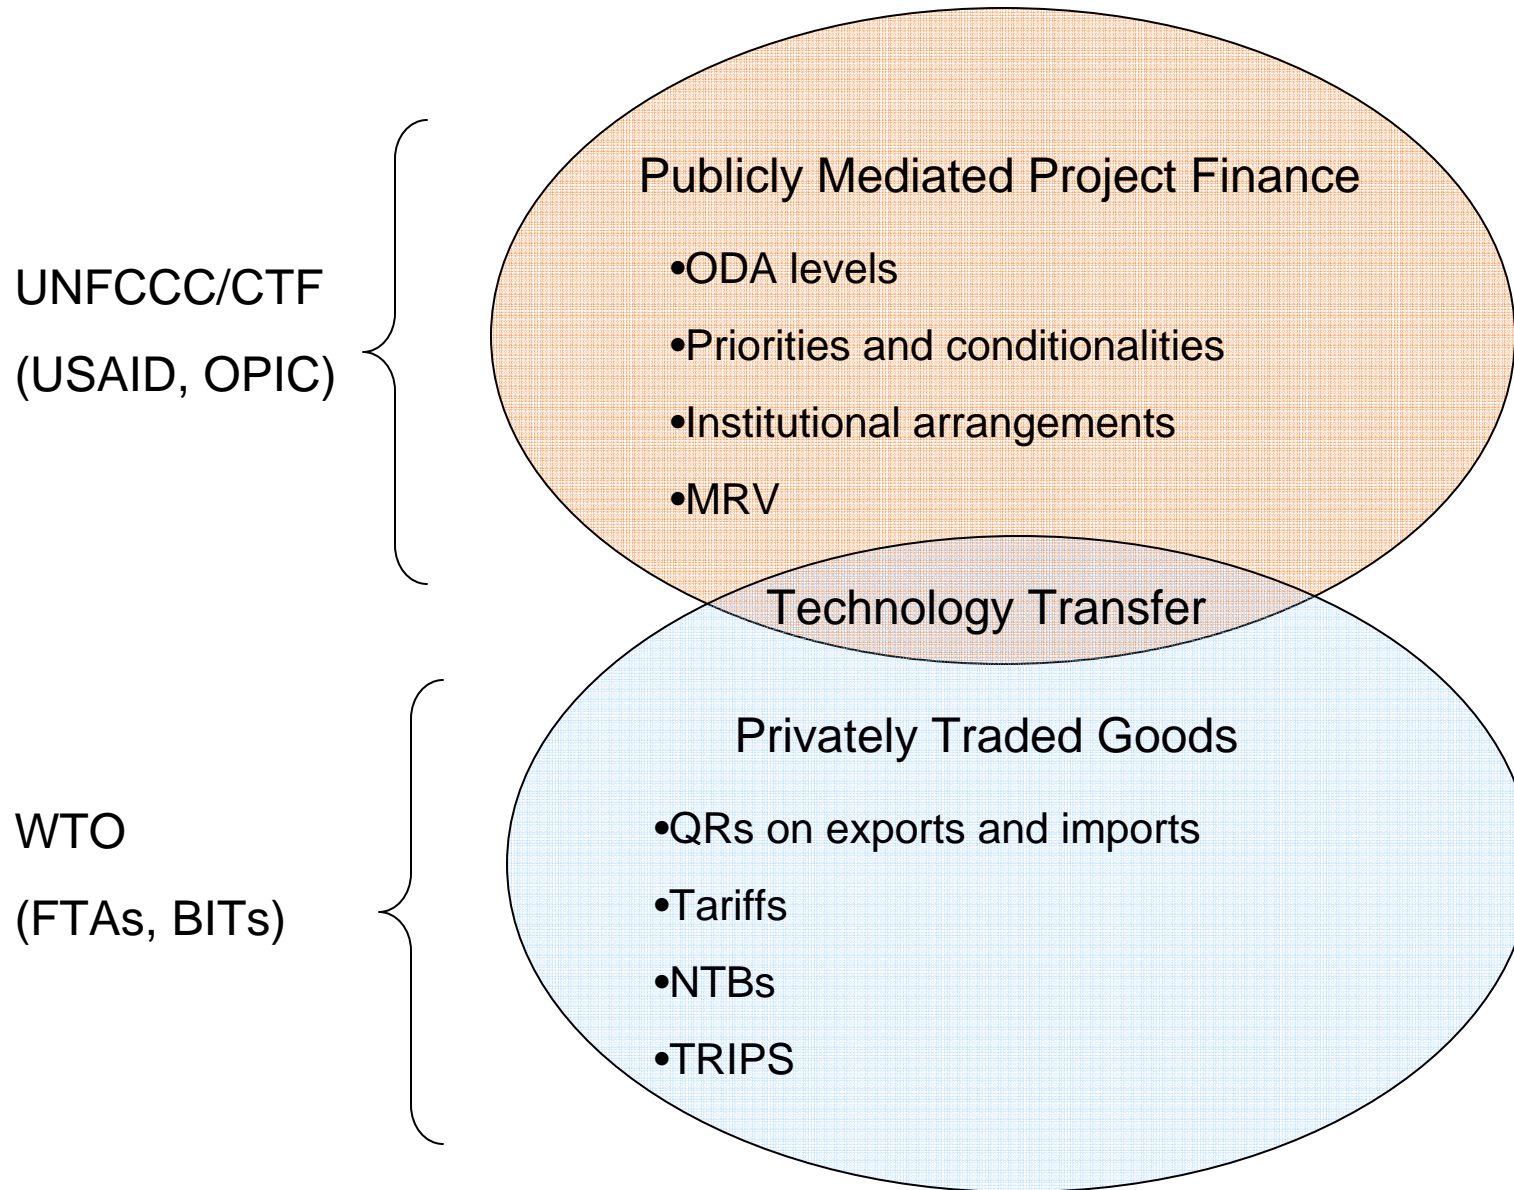 Publicly Mediated Project Finance
•ODA levels
•Priorities and conditionalities
•Institutional arrangements
•MRV
UNFCCC/CTF
(USAID, OPIC)
Technology Transfer
Privately Traded Goods
•QRs on exports and imports
•Tariffs
•NTBs
•TRIPS
WTO
(FTAs, BITs)